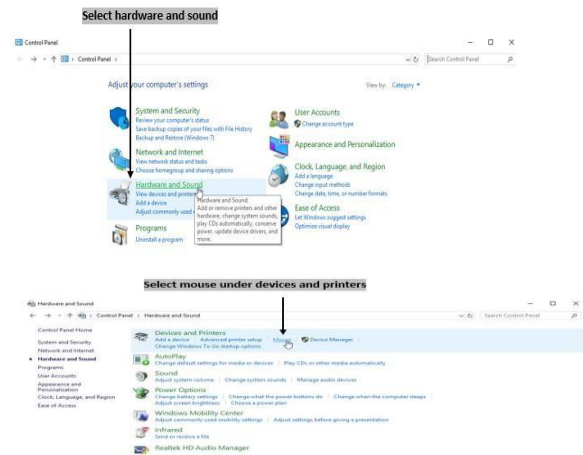 Select hardware and sound
Control Panel
Control Panel
Search Control Panel
Adjust your computer's settings
View by: Category
System and Security
Review your computer's status
Save backup copies of your files with File History
Backup and Restore (Windows 7)
Network and Internet
View network status and tasks
Choose homegroup and sharing options
Hardware and Sound
View devices and printers
Add a device
Adjust commonly used
Programs
Uninstall a program
User Accounts
Change account type
Appearance and Personalization
Clock, Language, and Region
Add a language
Change input methods
Change date, time, or number formats
Ease of Access
Let Windows suggest settings
Optimize visual display
Hardware and Sound
Add or remove printers and other
hardware, change system sounds,
play CDs automatically, conserve
power, update device drivers, and
more.
Select mouse under devices and printers
Hardware and Sound
Control Panel > Hardware and Sound
Search Control Panel
Control Panel Home
System and Security
Network and Internet
Hardware and Sound
Programs
User Accounts
Appearance and
Personalization
Clock, Language, and Region
Ease of Access
Devices and Printers
Add a device Advanced printer setup Mouse Device Manager
Change Windows To Go startup options
AutoPlay
Change default settings for media or devices Play CDs or other media automatically
Sound
Adjust system volume Change system sounds Manage audio devices
Power Options
Change battery settings Change what the power buttons do Change when the computer sleeps
Adjust screen brightness Choose a power plan
Windows Mobility Center
Adjust commonly used mobility settings Adjust settings before giving a presentation
Infrared
Send or receive a file
Realtek HD Audio Manager